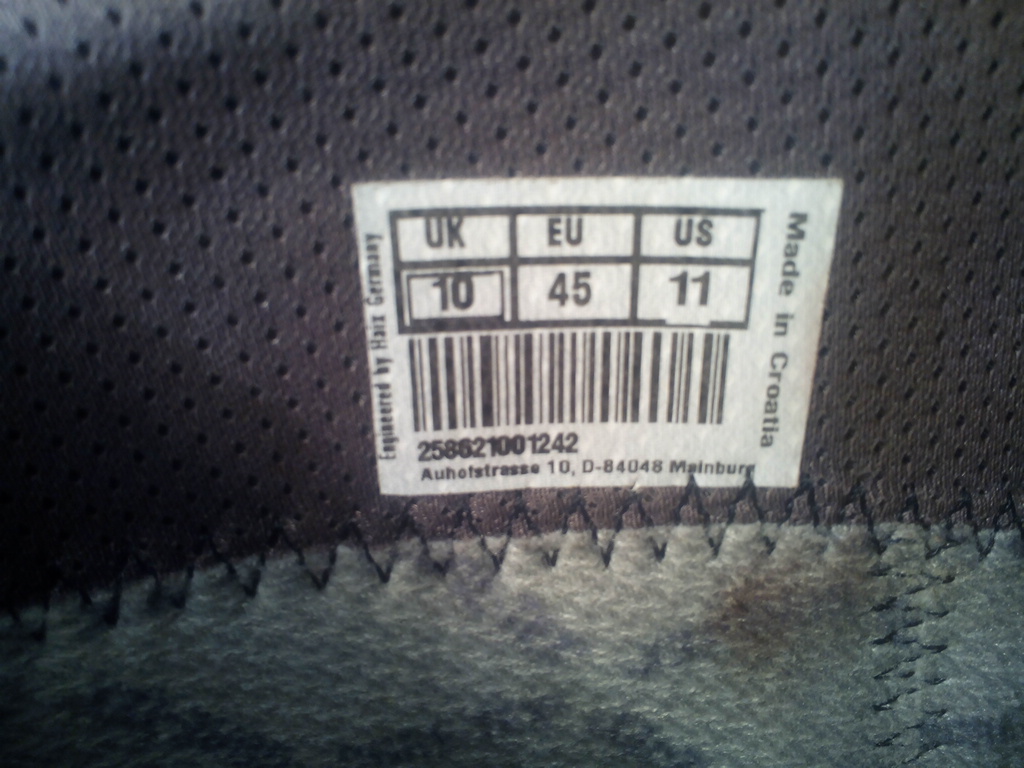 UK EU US
10 45 11
258621001242
Auhofstrasse 10, D-84048 Mainburg
Engineered by Haix Germany
Made in Croatia